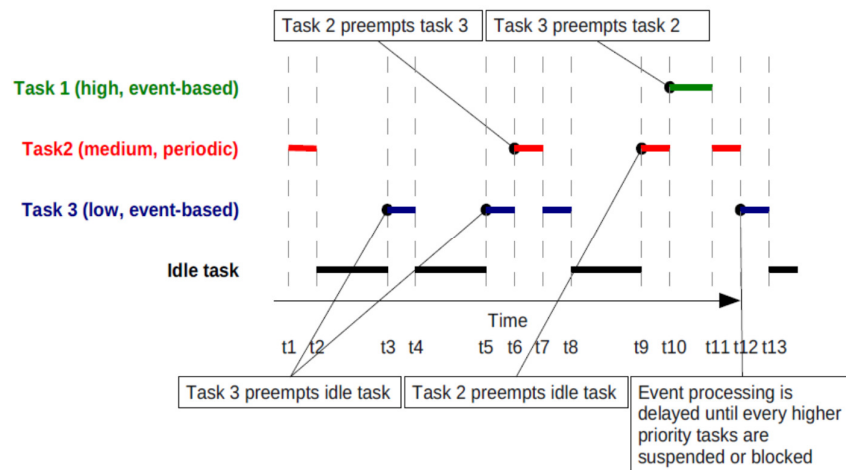 Task 2 preempts task 3
Task 3 preempts task 2
Task 1 (high, event-based)
Task2 (medium, periodic)
Task 3 (low, event-based)
Idle task
Time
t1 t2 t3 t4 t5 t6 t7 t8 t9 t10 t11 t12 t13
Task 3 preempts idle task
Task 2 preempts idle task
Event processing is
delayed until every higher
priority tasks are
suspended or blocked